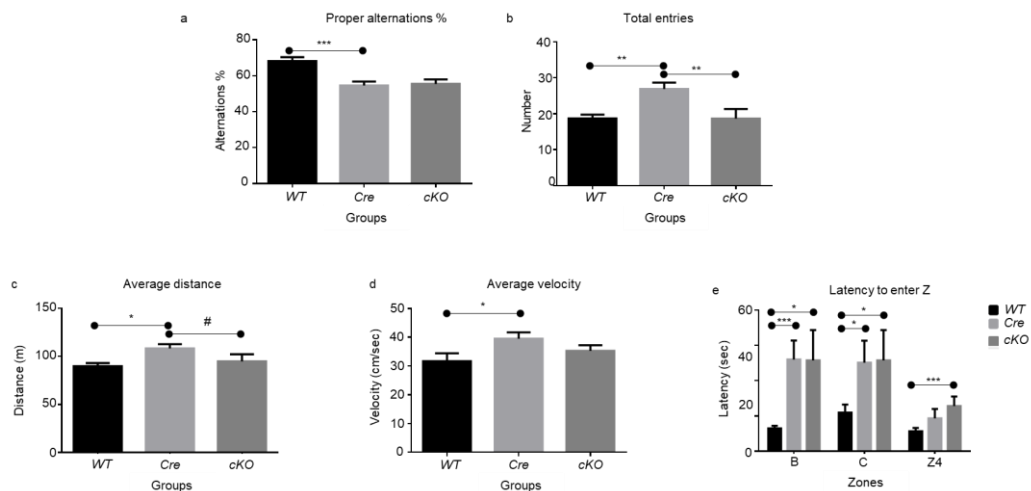 a Proper alternations %
80
60
40
20
0
Alternations %
***
WT Cre cKO
Groups
b Total entries
40
30
20
10
0
Number
** **
WT Cre cKO
Groups
c Average distance
150
100
50
0
Distance (m)
* #
WT Cre cKO
Groups
d Average velocity
50
40
30
20
10
0
Velocity (cm/sec)
*
WT Cre cKO
Groups
e Latency to enter Z
60
40
20
0
Latency (sec)
*
***
*
*
***
B C Z4
Zones
WT
Cre
cKO